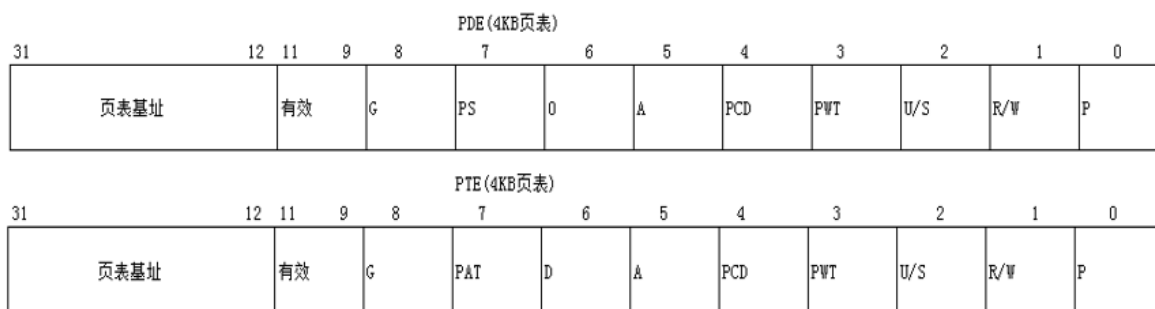 PDE(4KB页表)
31 12 11 9 8 7 6 5 4 3 2 1 0
页表基址 有效 G PS 0 A PCD PWT U/S R/W P
PTE(4KB页表)
31 12 11 9 8 7 6 5 4 3 2 1 0
页表基址 有效 G PAT D A PCD PWT U/S R/W P